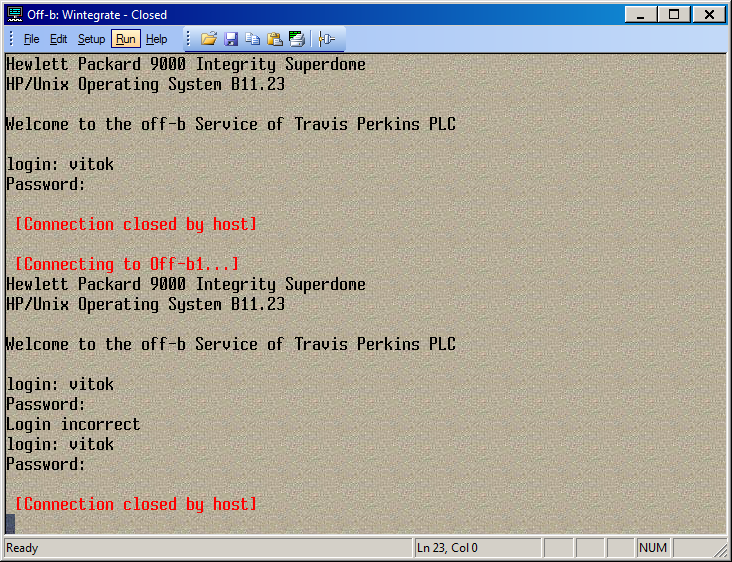 Off-b: Wintegrate - Closed
File Edit Setup Run Help
Hewlett Packard 9000 Integrity Superdome
HP/Unix Operating System B11.23
Welcome to the off-b Service of Travis Perkins PLC
login: vitok
Password:
[Connection closed by host]
[Connecting to Off-b1...]
Hewlett Packard 9000 Integrity Superdome
HP/Unix Operating System B11.23
Welcome to the off-b Service of Travis Perkins PLC
login: vitok
Password:
Login incorrect
login: vitok
Password:
[Connection closed by host]
Ready Ln 23, Col 0 NUM